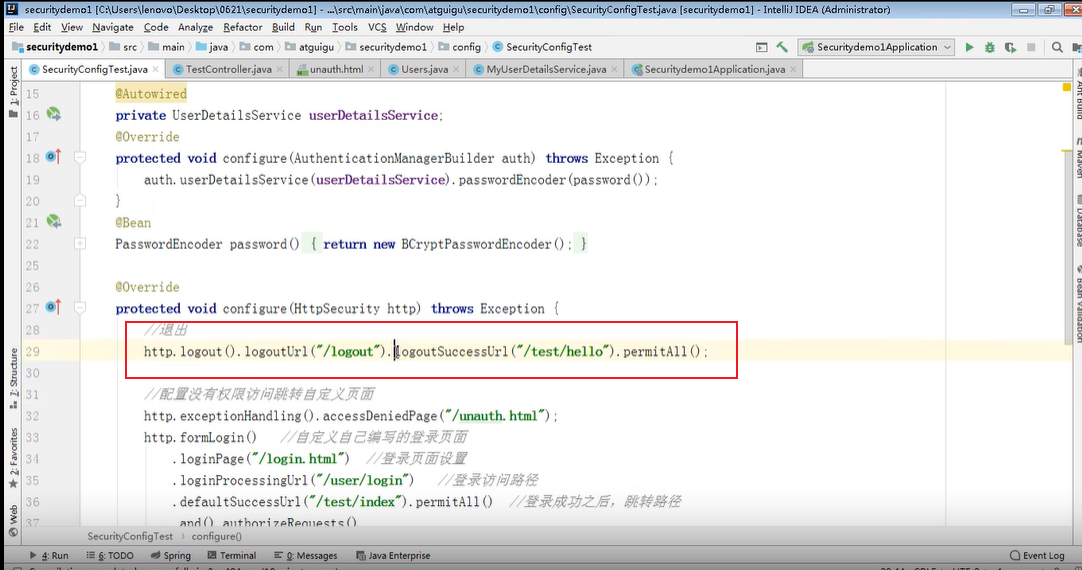 securitydemo1 [C:\Users\lenovo\Desktop\0621\securitydemo1] - ...\src\main\java\com\atguigu\securitydemo1\config\SecurityConfigTest.java [securitydemo1] - IntelliJ IDEA (Administrator)
File Edit View Navigate Code Analyze Refactor Build Run Tools VCS Window Help
securitydemo1 src main java com atguigu securitydemo1 config SecurityConfigTest Securitydemo1Application
SecurityConfigTest.java TestController.java unauth.html Users.java MyUserDetailsService.java Securitydemo1Application.java
1: Project
Ant Build
Maven
Database
Bean Validation
2: Structure
2: Favorites
Web
15 @Autowired
16 private UserDetailsService userDetailsService;
17 @Override
18 protected void configure(AuthenticationManagerBuilder auth) throws Exception {
19 auth.userDetailsService(userDetailsService).passwordEncoder(password());
20 }
21 @Bean
22 PasswordEncoder password() { return new BCryptPasswordEncoder(); }
25
26 @Override
27 protected void configure(HttpSecurity http) throws Exception {
28 //退出
29 http.logout().logoutUrl("/logout").logoutSuccessUrl("/test/hello").permitAll();
30
31 //配置没有权限访问跳转自定义页面
32 http.exceptionHandling().accessDeniedPage("/unauth.html");
33 http.formLogin() //自定义自己编写的登录页面
34 .loginPage("/login.html") //登录页面设置
35 .loginProcessingUrl("/user/login") //登录访问路径
36 .defaultSuccessUrl("/test/index").permitAll() //登录成功之后，跳转路径
37 .and().authorizeRequests()
SecurityConfigTest configure()
4: Run 6: TODO Spring Terminal 0: Messages Java Enterprise Event Log